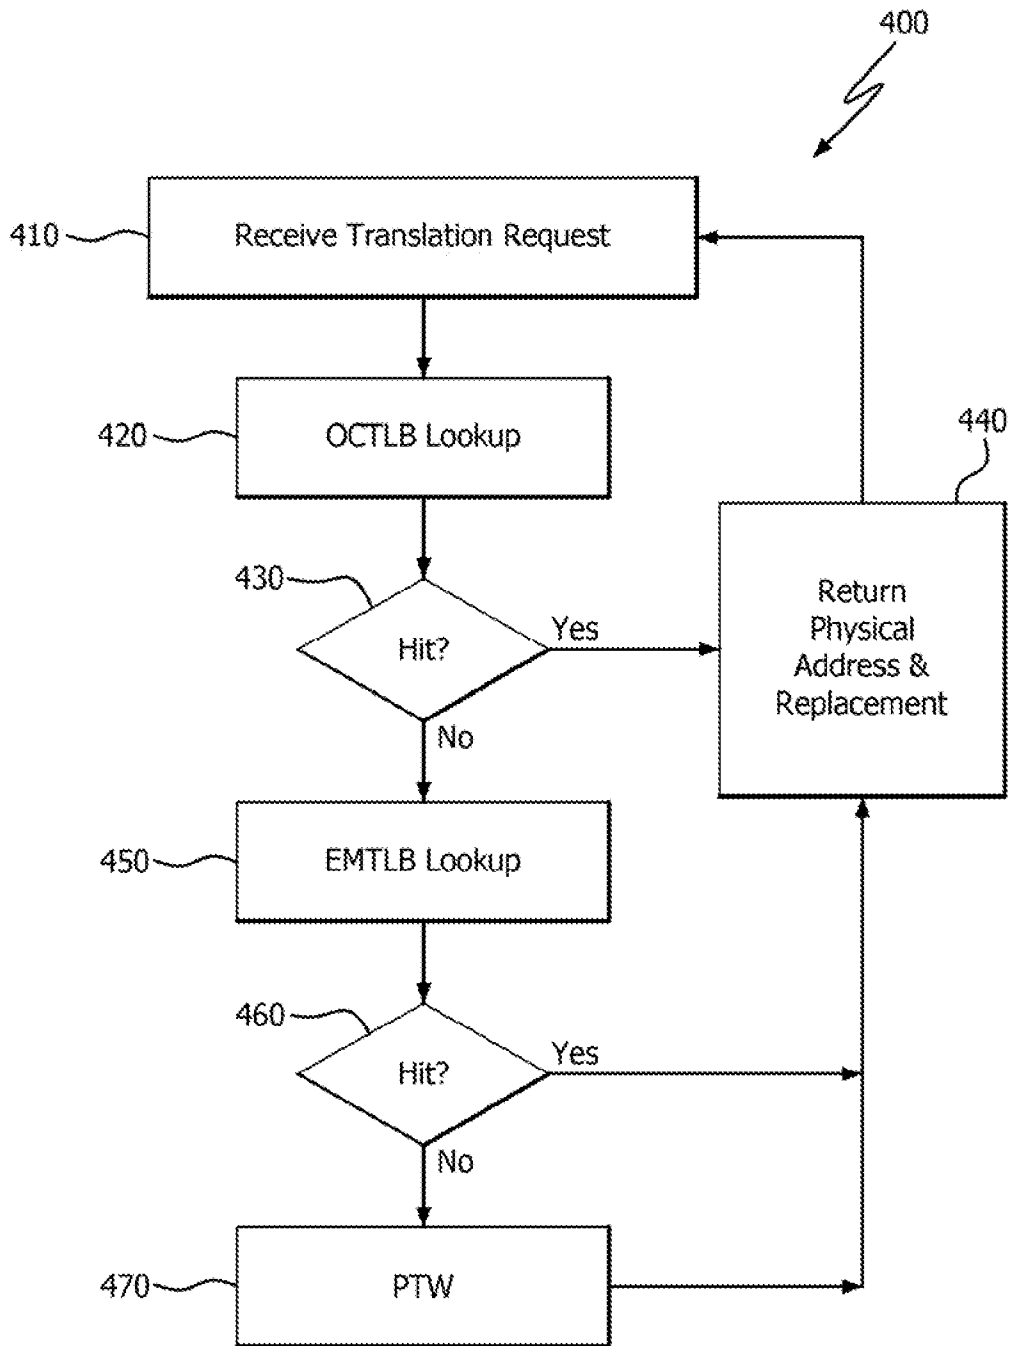 400
410
Receive Translation Request
420
OCTLB Lookup
440
430
Hit?
Yes
Return
Physical
Address &
Replacement
No
450
EMTLB Lookup
460
Hit?
Yes
No
470
PTW